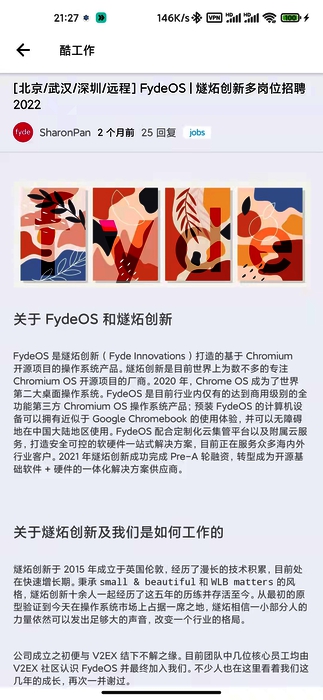 21:27
146K/s
VPN
HD
HD
100
酷工作
[北京/武汉/深圳/远程] FydeOS | 燧炻创新多岗位招聘
2022
fyde
SharonPan 2 个月前 25 回复 jobs
fyde
关于 FydeOS 和燧炻创新
FydeOS 是燧炻创新（ Fyde Innovations ）打造的基于 Chromium
开源项目的操作系统产品。燧炻创新是目前世界上为数不多的专注
Chromium OS 开源项目的厂商。2020 年，Chrome OS 成为了世界
第二大桌面操作系统。FydeOS 是目前行业内仅有的达到商用级别的全
功能第三方 Chromium OS 操作系统产品；预装 FydeOS 的计算机设
备可以拥有近似于 Google Chromebook 的使用体验，并可以无障碍
地在中国大陆地区使用。FydeOS 配合定制化云集管平台以及附属云服
务，打造安全可控的软硬件一站式解决方案，目前正在服务众多海内外
行业客户。2021 年燧炻创新成功完成 Pre-A 轮融资，转型成为开源基
础软件 + 硬件的一体化解决方案供应商。
关于燧炻创新及我们是如何工作的
燧炻创新于 2015 年成立于英国伦敦，经历了漫长的技术积累，目前处
在快速增长期。秉承 small & beautiful 和 WLB matters 的风
格，燧炻创新十余人一起经历了这五年的历练并存活至今。从最初的原
型验证到今天在操作系统市场上占据一席之地，燧炻相信一小部分人的
力量依然可以发出足够大的声音，改变一个行业的格局。
公司成立之初便与 V2EX 结下不解之缘。目前团队中几位核心员工均由
V2EX 社区认识 FydeOS 并最终加入我们。不少人也在这里看着我们这
几年的成长，再次一并谢过。